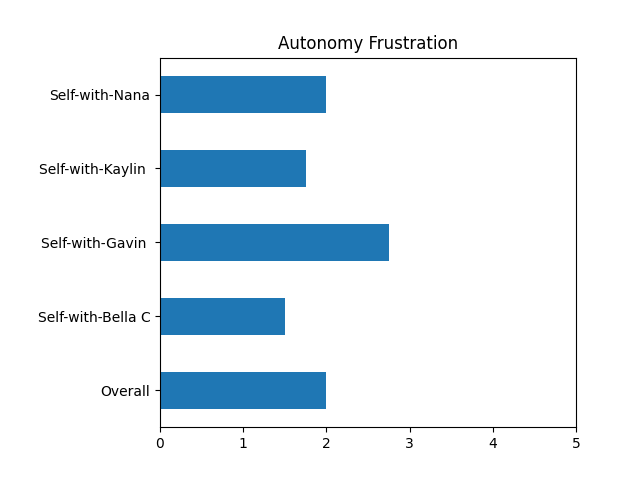 Autonomy Frustration
Self-with-Nana
Self-with-Kaylin
Self-with-Gavin
Self-with-Bella C
Overall
0 1 2 3 4 5